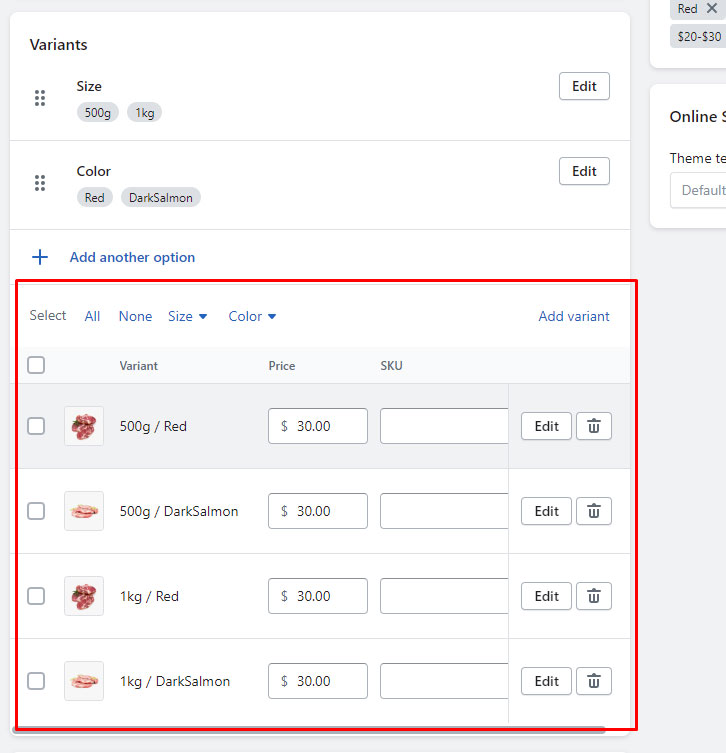 Red
$20-$30
Variants
Size
Edit
500g 1kg
Color
Edit
Red DarkSalmon
Add another option
Online S
Theme te
Default
Select All None Size Color Add variant
Variant Price SKU
500g / Red $ 30.00 Edit
500g / DarkSalmon $ 30.00 Edit
1kg / Red $ 30.00 Edit
1kg / DarkSalmon $ 30.00 Edit